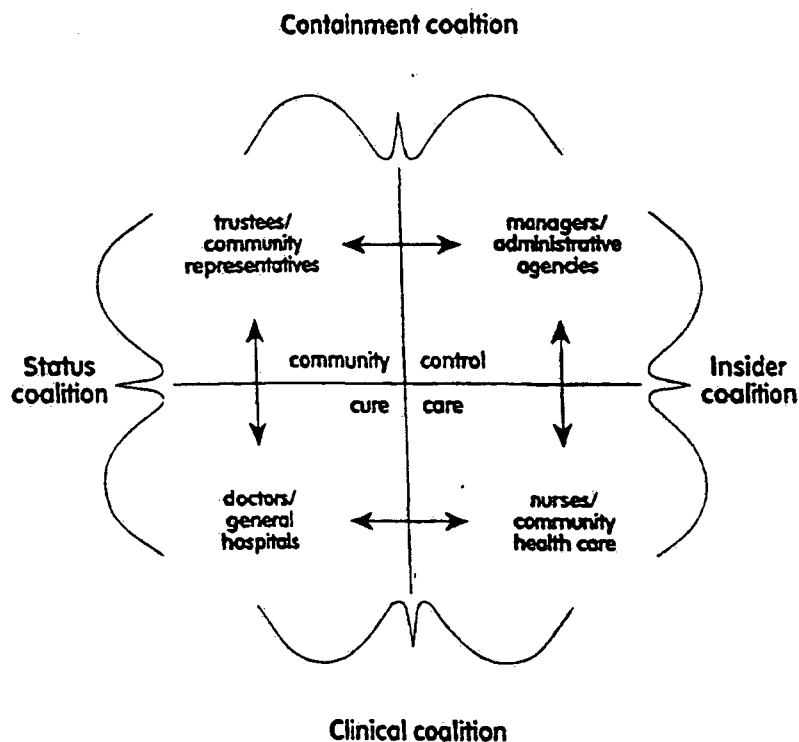 Containment coaltion
trustees/
community
representatives
managers/
administrative
agencies
Status
coalition
community
control
Insider
coalition
cure
care
doctors/
general
hospitals
nurses/
community
health care
Clinical coalition